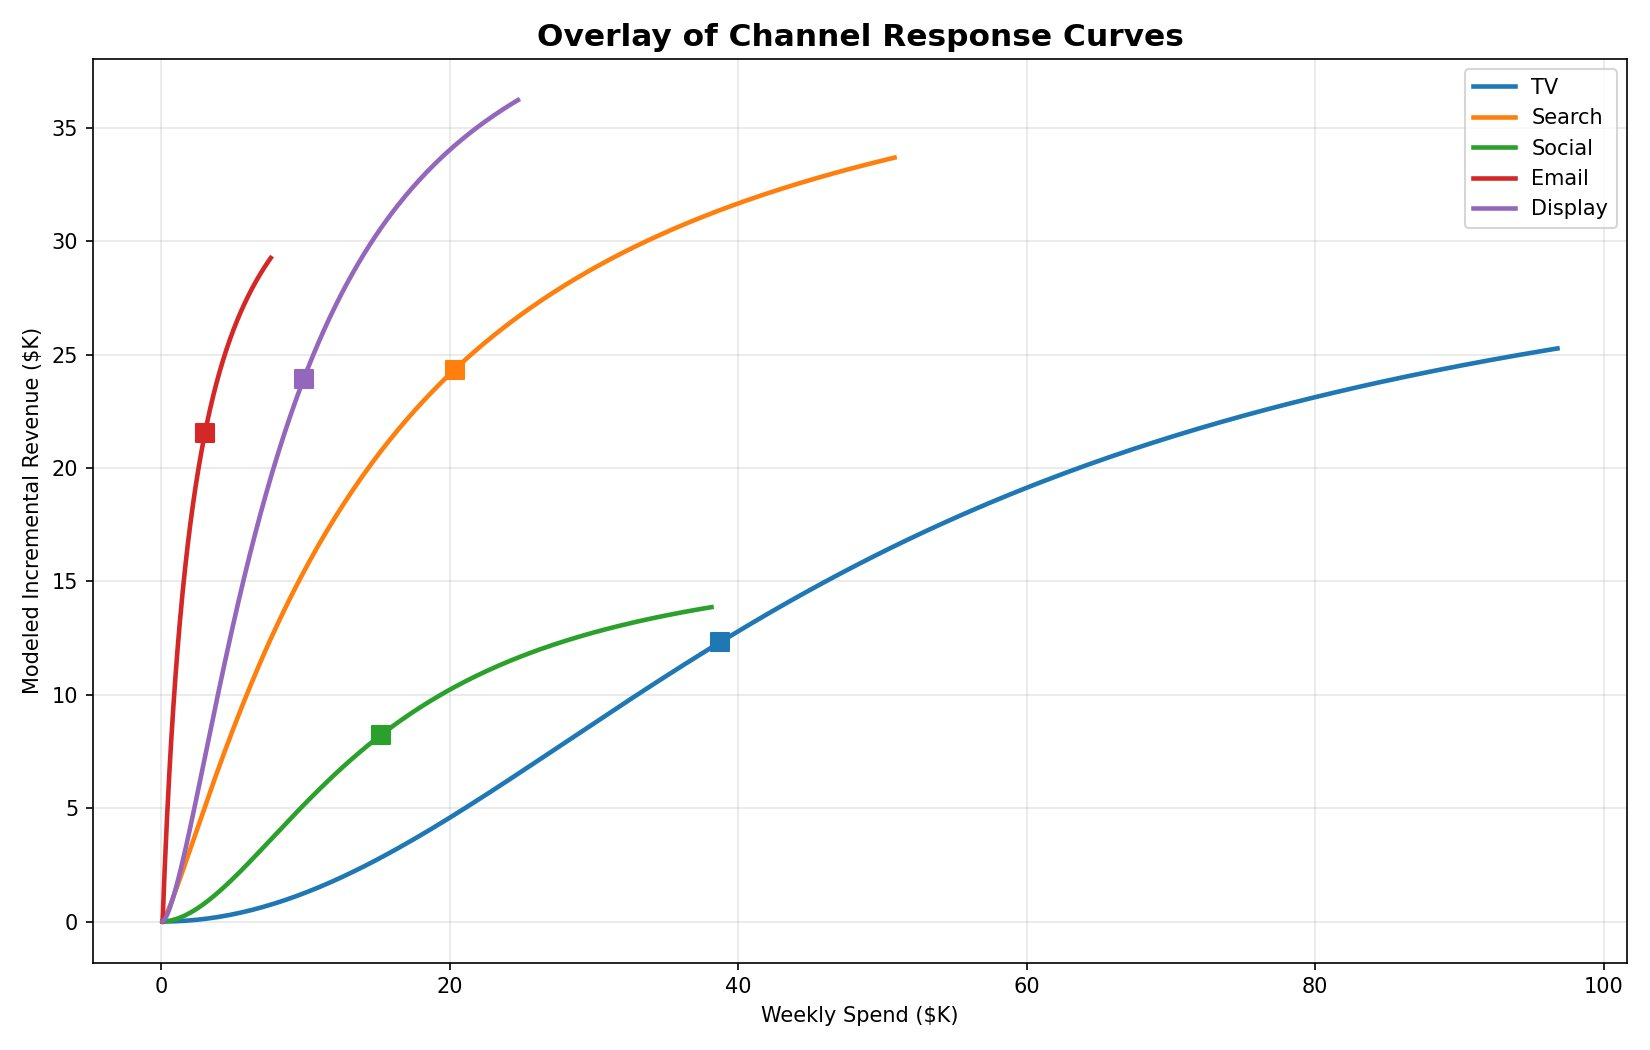 Overlay of Channel Response Curves
TV
Search
Social
Email
Display
35
30
25
20
15
10
5
0
Modeled Incremental Revenue ($K)
0 20 40 60 80 100
Weekly Spend ($K)